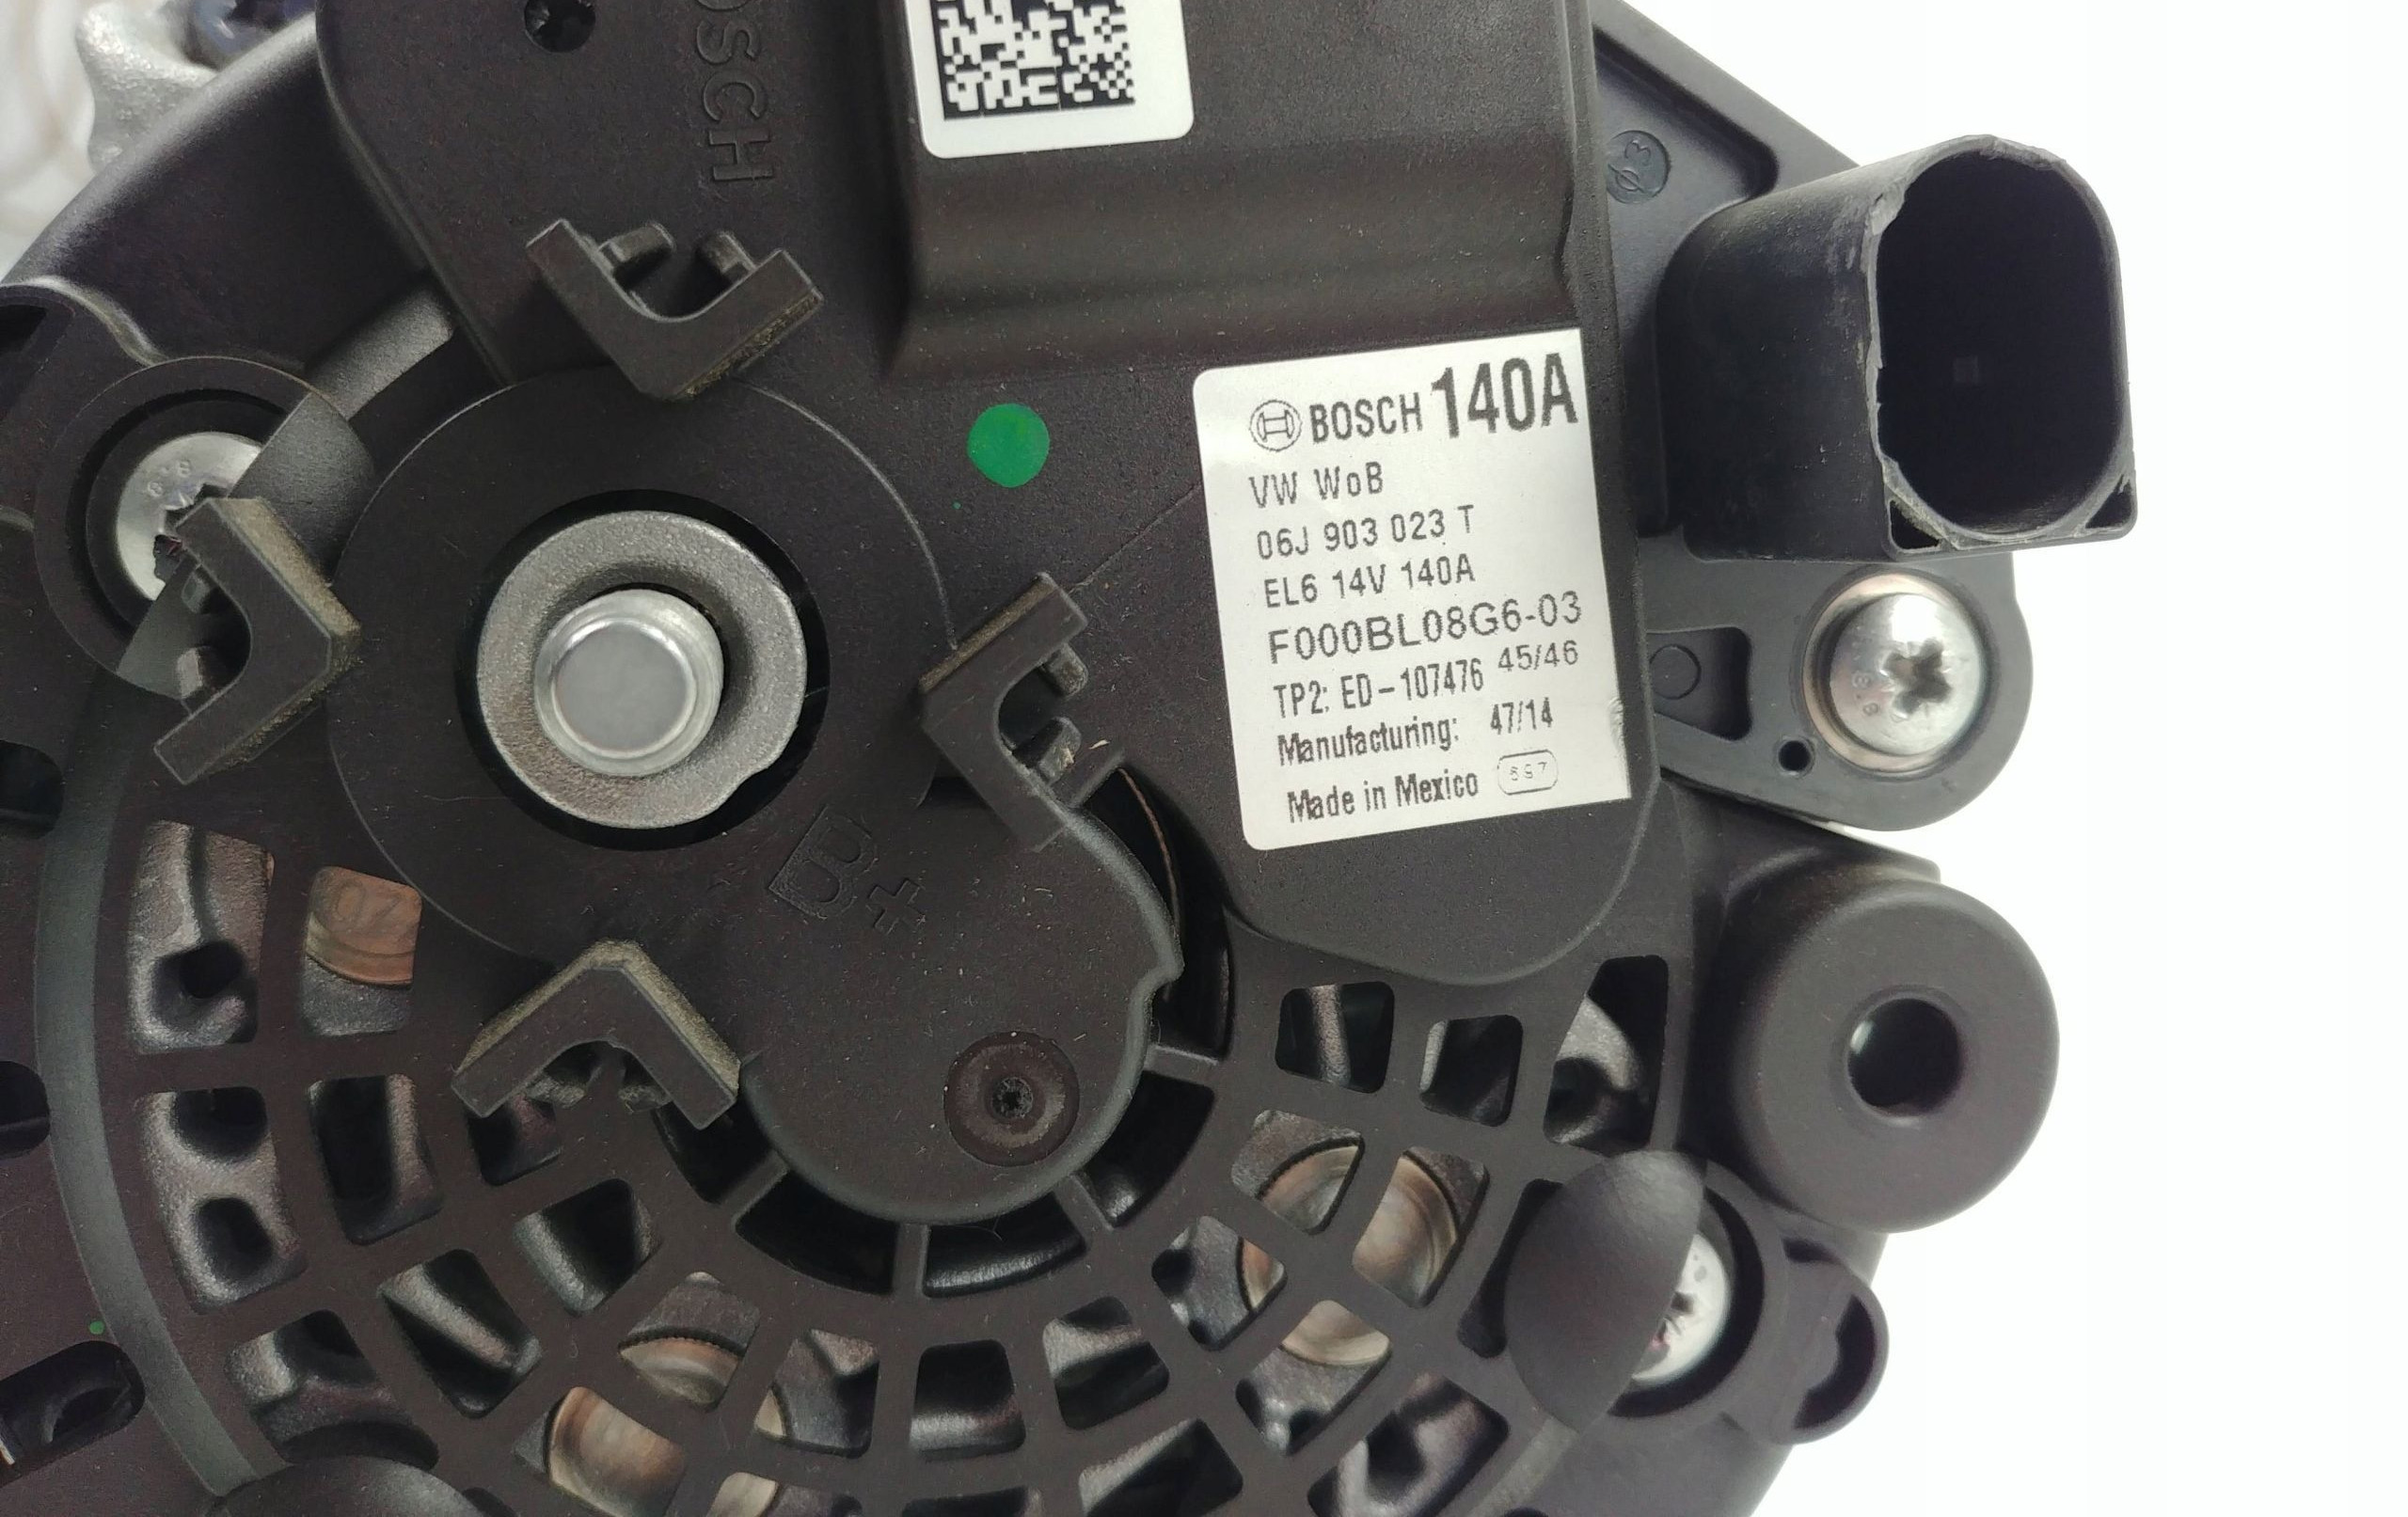 BOSCH
BOSCH 140A
VW WoB
06J 903 023 T
EL6 14V 140A
F000BL08G6-03
TP2: ED-107476 45/46
Manufacturing: 47/14
Made in Mexico
B+